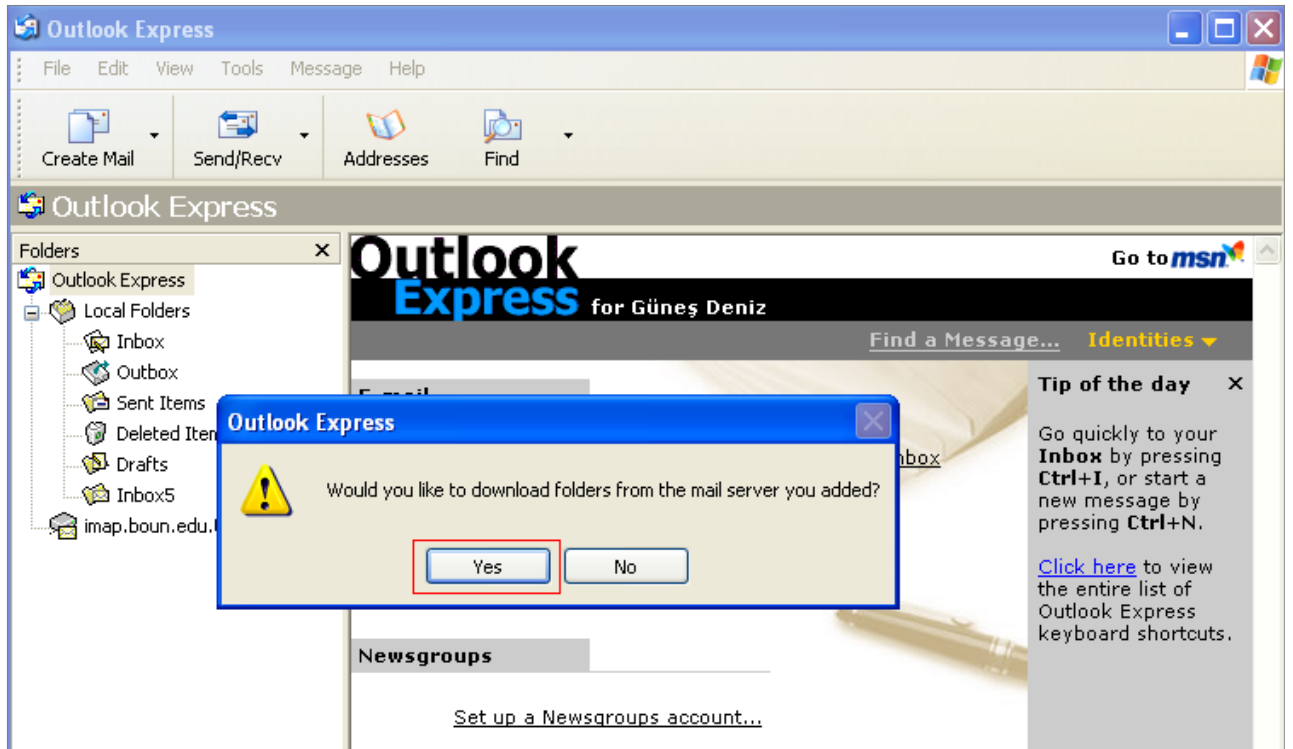 Outlook Express
File Edit View Tools Message Help
Create Mail Send/Recv Addresses Find
Outlook Express
Folders x
Outlook Express
Local Folders
Inbox
Outbox
Sent Items
Deleted
Drafts
Inbox5
Outlook
Express for Güneş Deniz
Go to msn
Find a Message... Identities
Outlook Express
Would you like to download folders from the mail server you added?
Yes No
Newsgroups
Set up a Newsgroups account...
Tip of the day x
Go quickly to your
Inbox by pressing
Ctrl+I, or start a
new message by
pressing Ctrl+N.
Click here to view
the entire list of
Outlook Express
keyboard shortcuts.